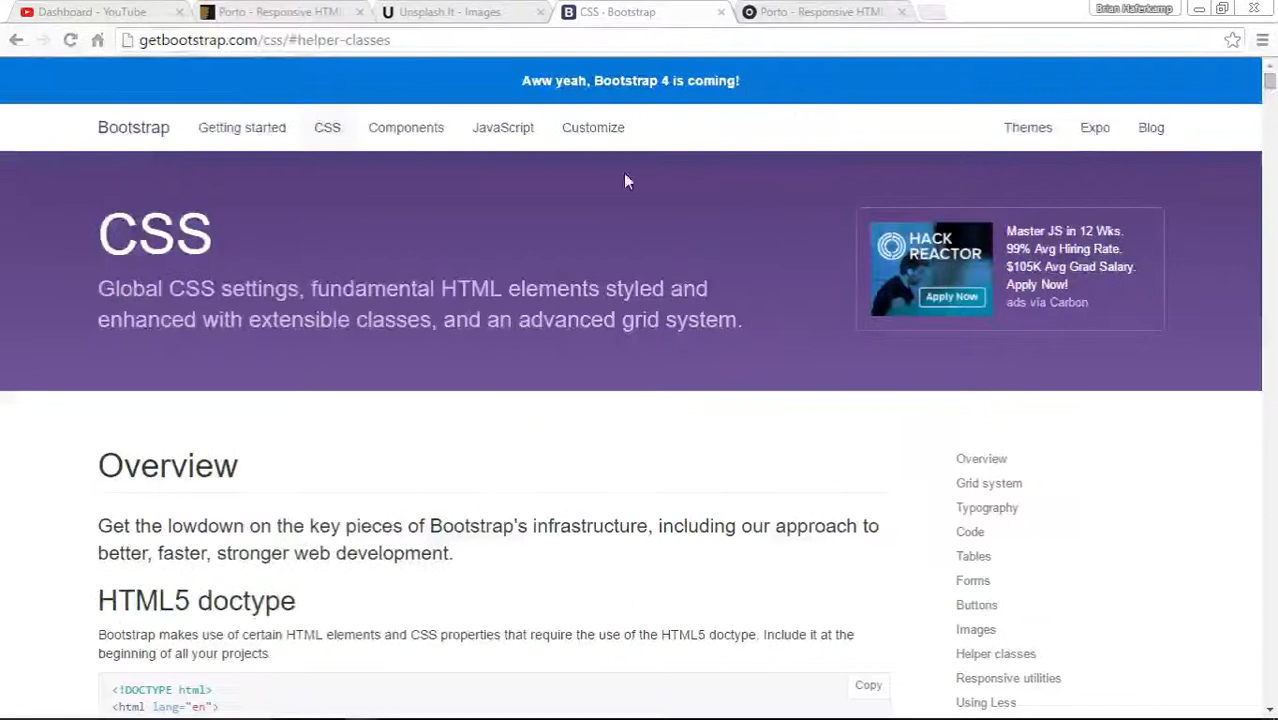 Dashboard - YouTube
Porto - Responsive HTM
Unsplash It - Images
CSS · Bootstrap
Porto - Responsive HTML
Brian Haferkamp
getbootstrap.com/css/#helper-classes
Aww yeah, Bootstrap 4 is coming!
Bootstrap
Getting started
CSS
Components
JavaScript
Customize
Themes
Expo
Blog
CSS
Global CSS settings, fundamental HTML elements styled and
enhanced with extensible classes, and an advanced grid system.
HACK
REACTOR
Apply Now
Master JS in 12 Wks.
99% Avg Hiring Rate.
$105K Avg Grad Salary.
Apply Now!
ads via Carbon
Overview
Get the lowdown on the key pieces of Bootstrap's infrastructure, including our approach to
better, faster, stronger web development.
HTML5 doctype
Bootstrap makes use of certain HTML elements and CSS properties that require the use of the HTML5 doctype. Include it at the
beginning of all your projects.
Copy
<!DOCTYPE html>
<html lang="en">
Overview
Grid system
Typography
Code
Tables
Forms
Buttons
Images
Helper classes
Responsive utilities
Using Less